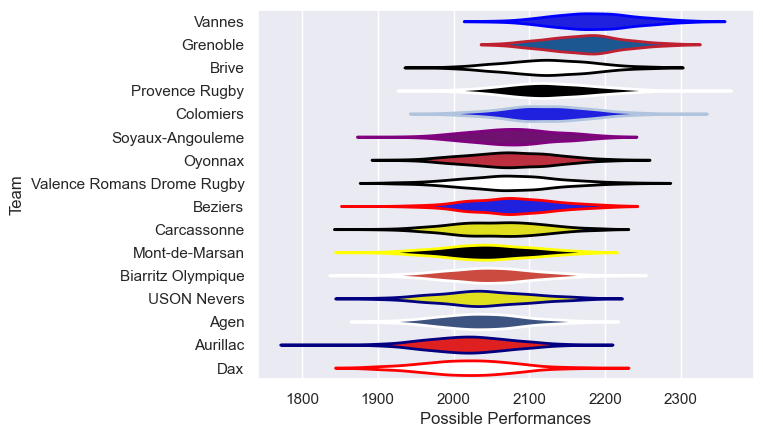 Vannes
Grenoble
Brive
Provence Rugby
Colomiers
Soyaux-Angouleme
Oyonnax
Valence Romans Drome Rugby
Beziers
Carcassonne
Mont-de-Marsan
Biarritz Olympique
USON Nevers
Agen
Aurillac
Dax
Team
1800 1900 2000 2100 2200 2300
Possible Performances